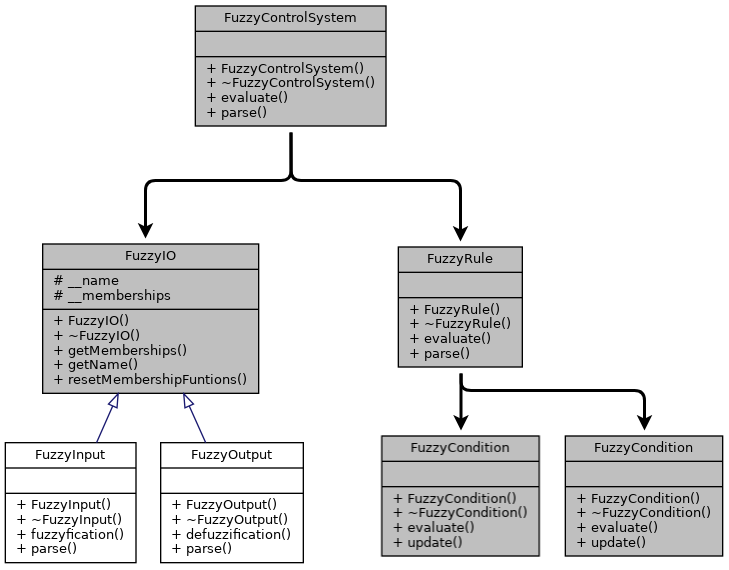 FuzzyControlSystem
+ FuzzyControlSystem()
+ ~FuzzyControlSystem()
+ evaluate()
+ parse()
FuzzyIO
# __name
# __memberships
+ FuzzyIO()
+ ~FuzzyIO()
+ getMemberships()
+ getName()
+ resetMembershipFuntions()
FuzzyRule
+ FuzzyRule()
+ ~FuzzyRule()
+ evaluate()
+ parse()
FuzzyInput
+ FuzzyInput()
+ ~FuzzyInput()
+ fuzzyfication()
+ parse()
FuzzyOutput
+ FuzzyOutput()
+ ~FuzzyOutput()
+ defuzzification()
+ parse()
FuzzyCondition
+ FuzzyCondition()
+ ~FuzzyCondition()
+ evaluate()
+ update()
FuzzyCondition
+ FuzzyCondition()
+ ~FuzzyCondition()
+ evaluate()
+ update()